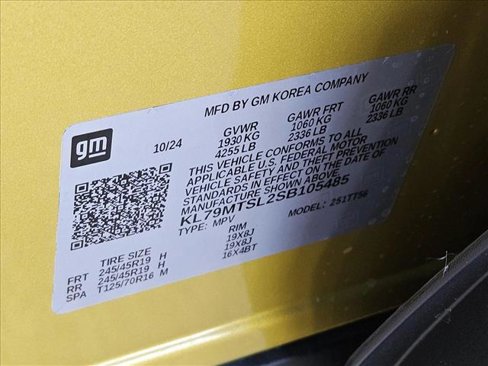 MFD BY GM KOREA COMPANY
gm
10/24
GVWR GAWR FRT GAWR RR
1930 KG 1060 KG 1060 KG
4255 LB 2336 LB 2336 LB
THIS VEHICLE CONFORMS TO ALL
APPLICABLE U.S. FEDERAL MOTOR
VEHICLE SAFETY AND THEFT PREVENTION
STANDARDS IN EFFECT ON THE DATE OF
MANUFACTURE SHOWN ABOVE.
KL79MTSL2SB105485
TYPE: MPV MODEL: 2S1TT56
TIRE SIZE RIM
FRT 245/45R19 H 19X8J
RR 245/45R19 H 19X8J
SPA T125/70R16 M 16X4BT